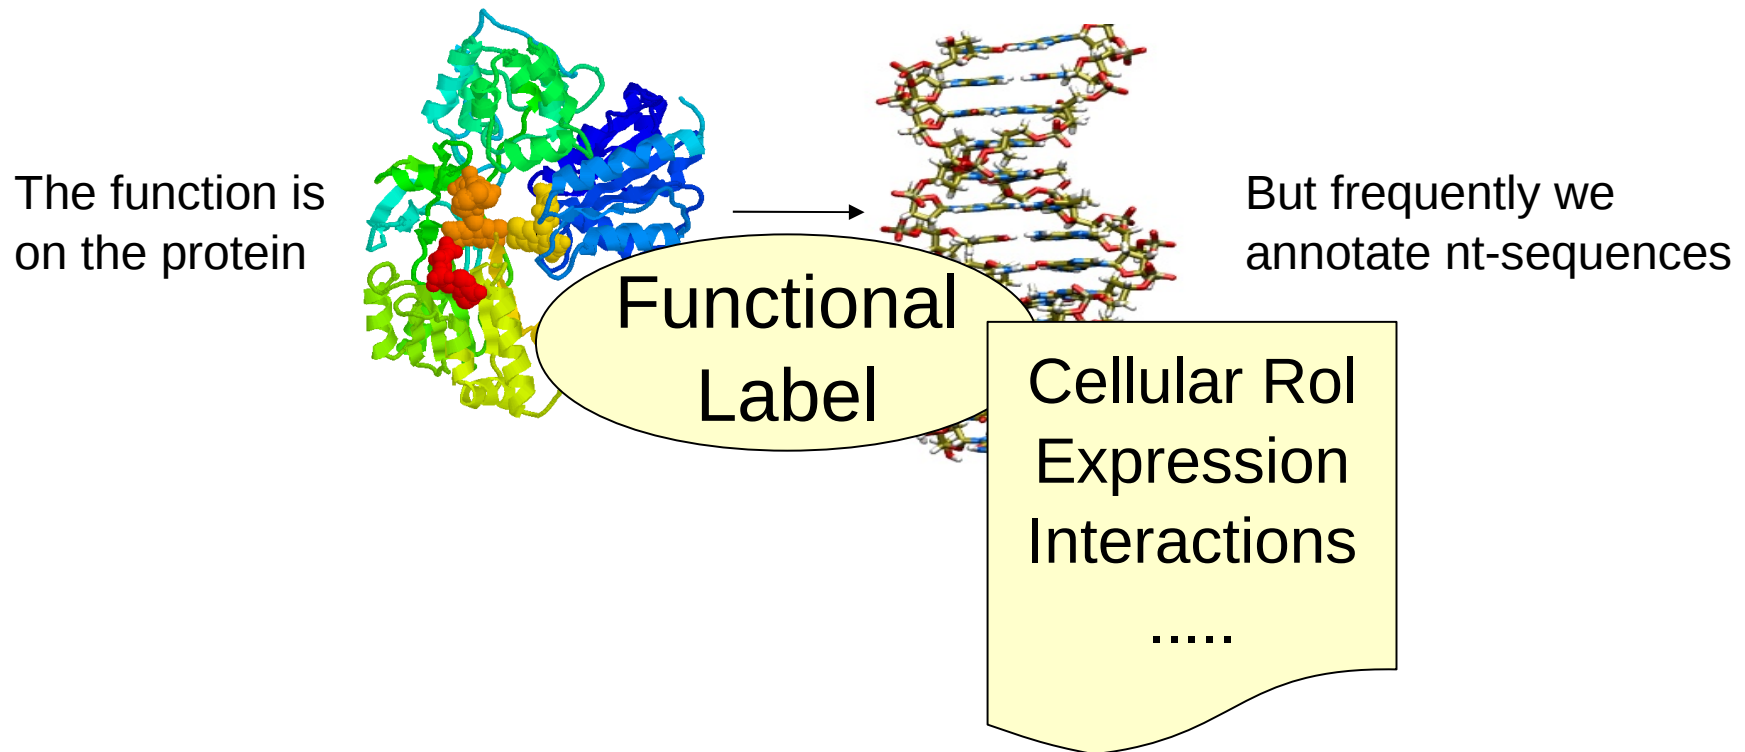 The function is
on the protein
Functional
Label
But frequently we
annotate nt-sequences
Cellular Rol
Expression
Interactions
.....